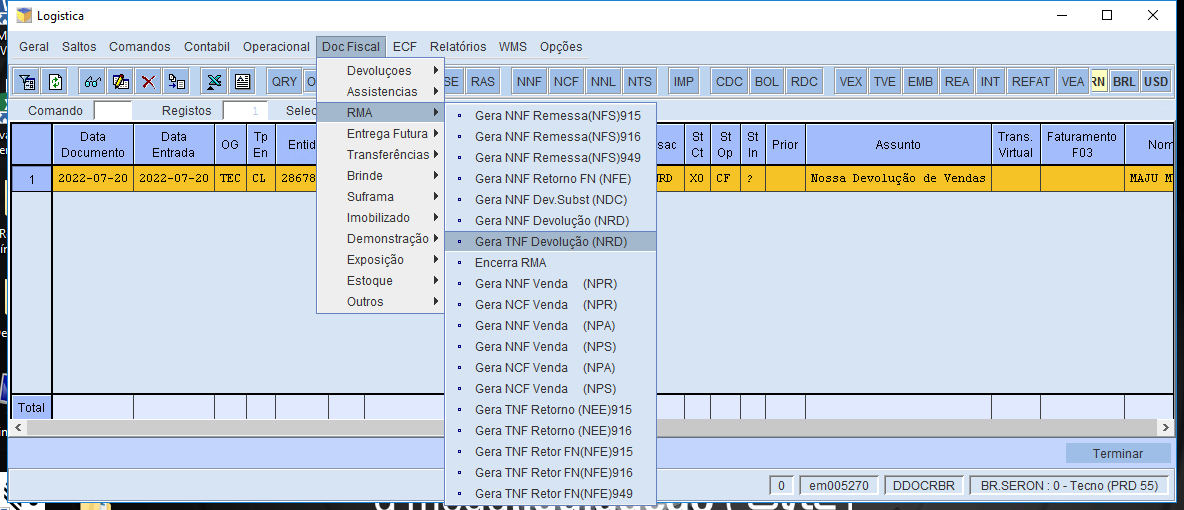 Logistica
Geral Saltos Comandos Contabil Operacional Doc Fiscal ECF Relatórios WMS Opções
QRY SE RAS NNF NCF NNL NTS IMP CDC BOL RDC VEX TVE EMB REA INT REFAT VEA RN BRL USD
Comando Registos 1 Selec
Data Documento Data Entrada OG Tp En Entid sac St Ct St Op St In Prior Assunto Trans. Virtual Faturamento F03 Nom
1 2022-07-20 2022-07-20 TEC CL 28678 RD XO CF ? Nossa Devolução de Vendas MAJU M
Total
Devoluçoes
Assistencias
RMA
Entrega Futura
Transferências
Brinde
Suframa
Imobilizado
Demonstração
Exposição
Estoque
Outros
Gera NNF Remessa(NFS)915
Gera NNF Remessa(NFS)916
Gera NNF Remessa(NFS)949
Gera NNF Retorno FN (NFE)
Gera NNF Dev.Subst (NDC)
Gera NNF Devolução (NRD)
Gera TNF Devolução (NRD)
Encerra RMA
Gera NNF Venda (NPR)
Gera NCF Venda (NPR)
Gera NNF Venda (NPA)
Gera NNF Venda (NPS)
Gera NCF Venda (NPA)
Gera NCF Venda (NPS)
Gera TNF Retorno (NEE)915
Gera TNF Retorno (NEE)916
Gera TNF Retor FN(NFE)915
Gera TNF Retor FN(NFE)916
Gera TNF Retor FN(NFE)949
Terminar
0 em005270 DDOCRBR BR.SERON : 0 - Tecno (PRD 55)